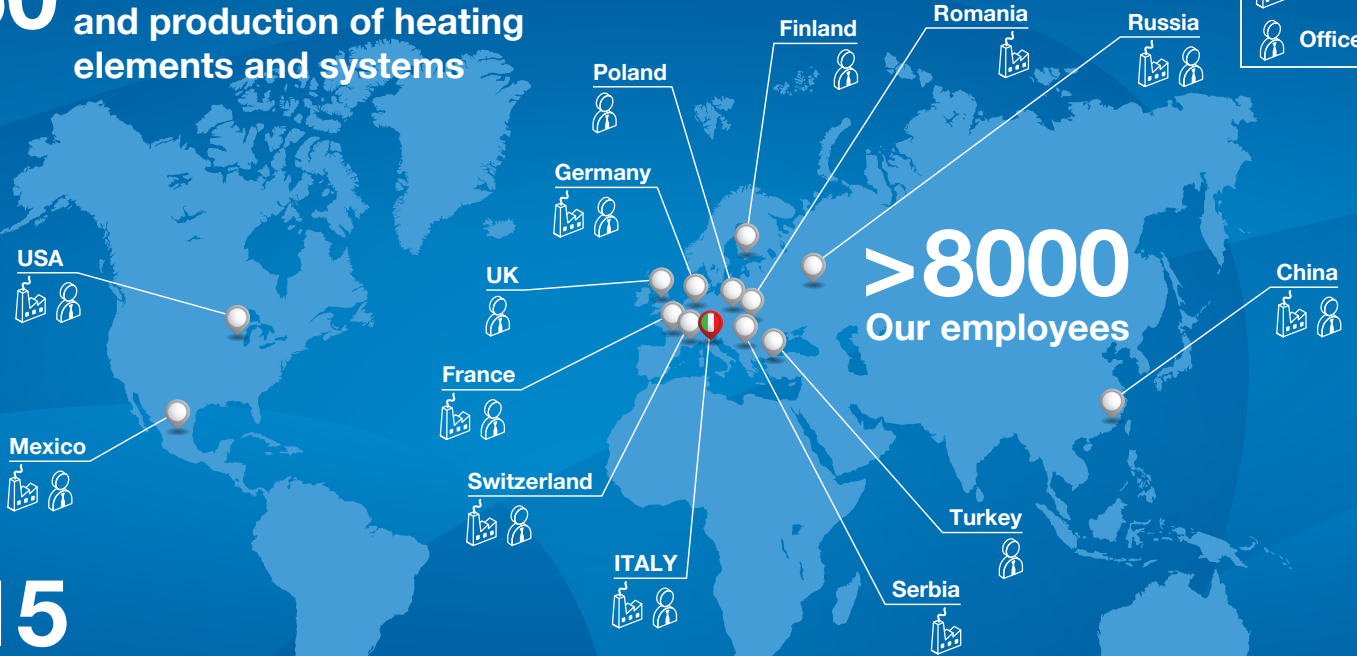 and production of heating
elements and systems
Finland
Romania
Russia
Office
Poland
Germany
USA
UK
>8000
Our employees
China
France
Mexico
Switzerland
Turkey
ITALY
Serbia
15